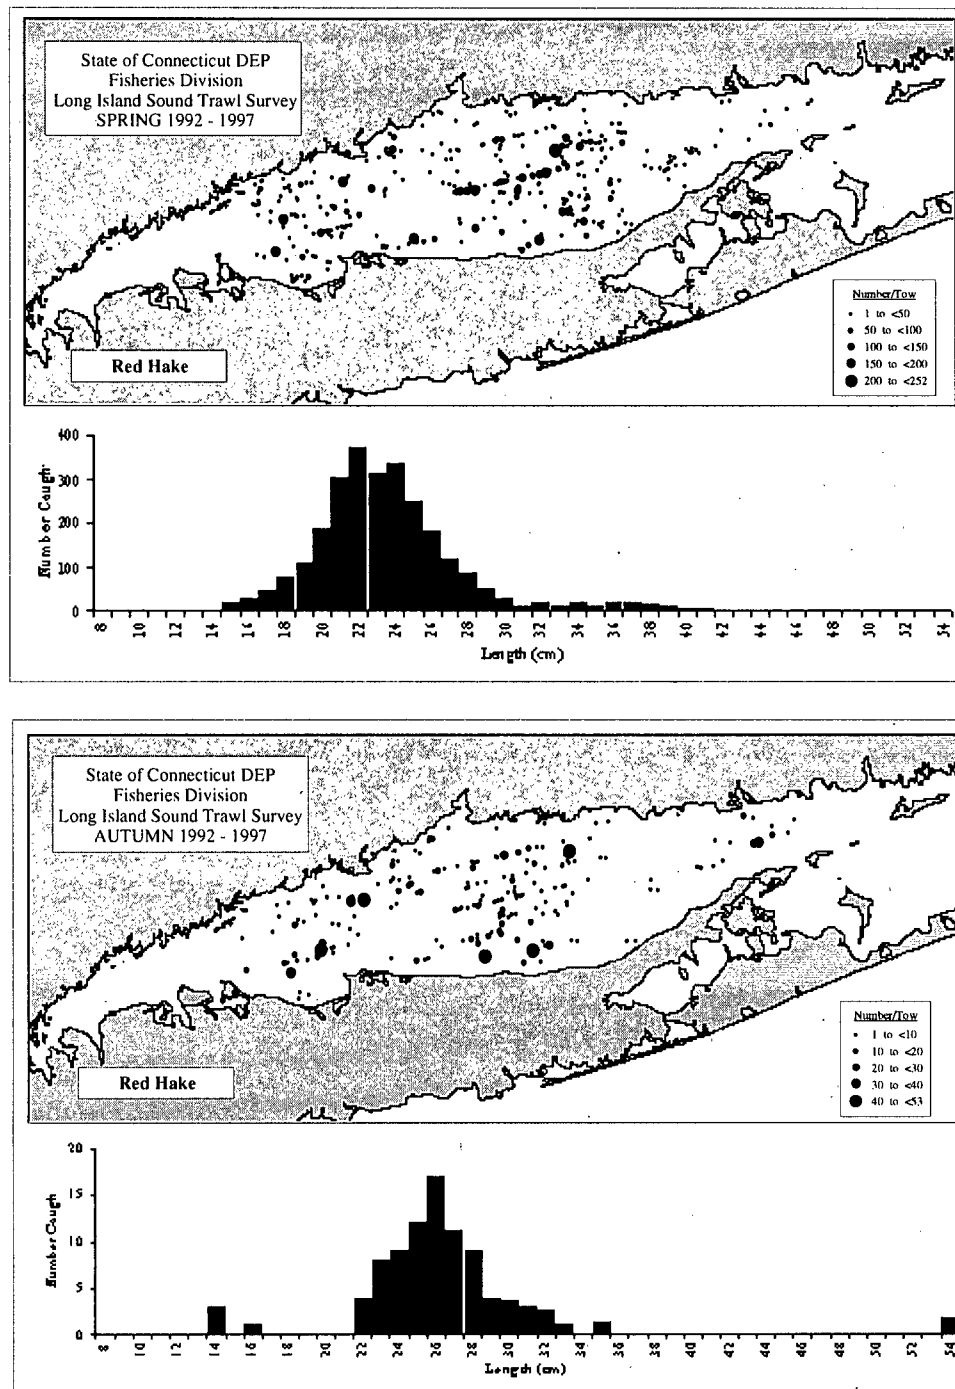 State of Connecticut DEP
Fisheries Division
Long Island Sound Trawl Survey
SPRING 1992 - 1997
Number/Tow
1 to <50
50 to <100
100 to <150
150 to <200
200 to <252
Red Hake
Number Caugh
400
300
200
100
0
8 10 12 14 16 18 20 22 24 26 28 30 32 34 36 38 40 42 44 46 48 50 52 54
Length (cm)
State of Connecticut DEP
Fisheries Division
Long Island Sound Trawl Survey
AUTUMN 1992 - 1997
Number/Tow
1 to <10
10 to <20
20 to <30
30 to <40
40 to <53
Red Hake
Number Caugh
20
15
10
5
0
8 10 12 14 16 18 20 22 24 26 28 30 32 34 36 38 40 42 44 46 48 50 52 54
Length (cm)